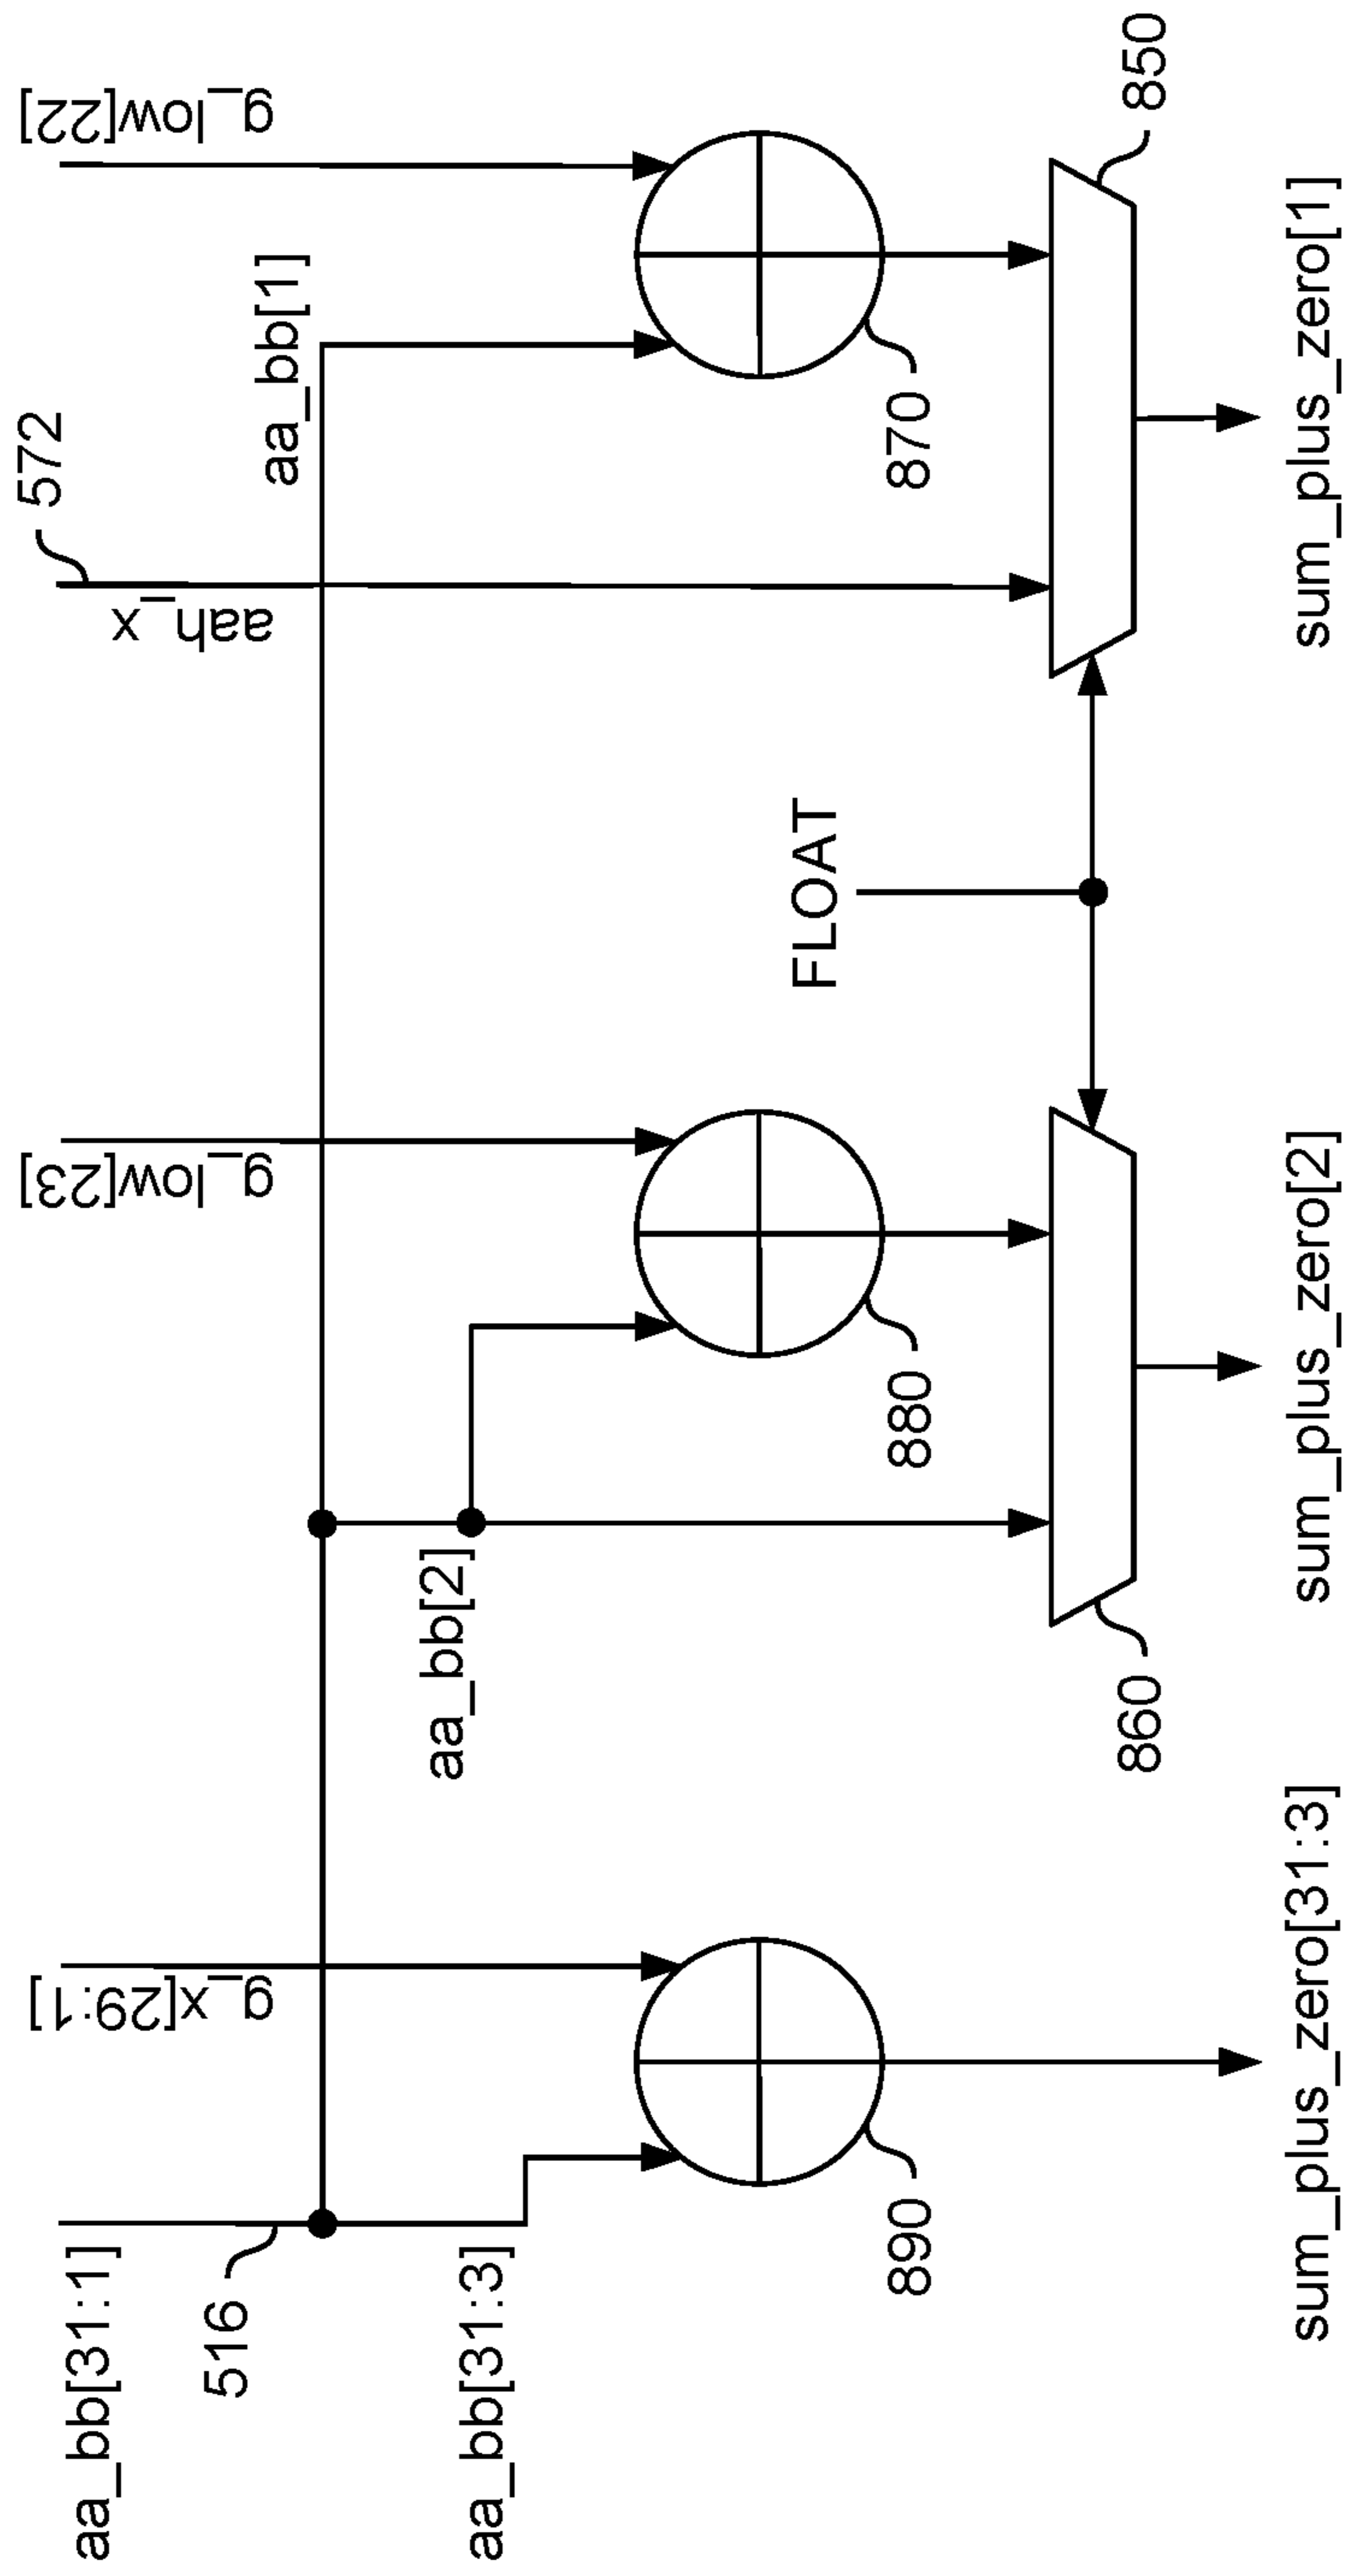 aa_bb[31:1]
516
g_x[29:1]
g_low[23]
aah_x
572
g_low[22]
aa_bb[1]
aa_bb[31:3]
aa_bb[2]
FLOAT
890
880
870
860
850
sum_plus_zero[31:3]
sum_plus_zero[2]
sum_plus_zero[1]